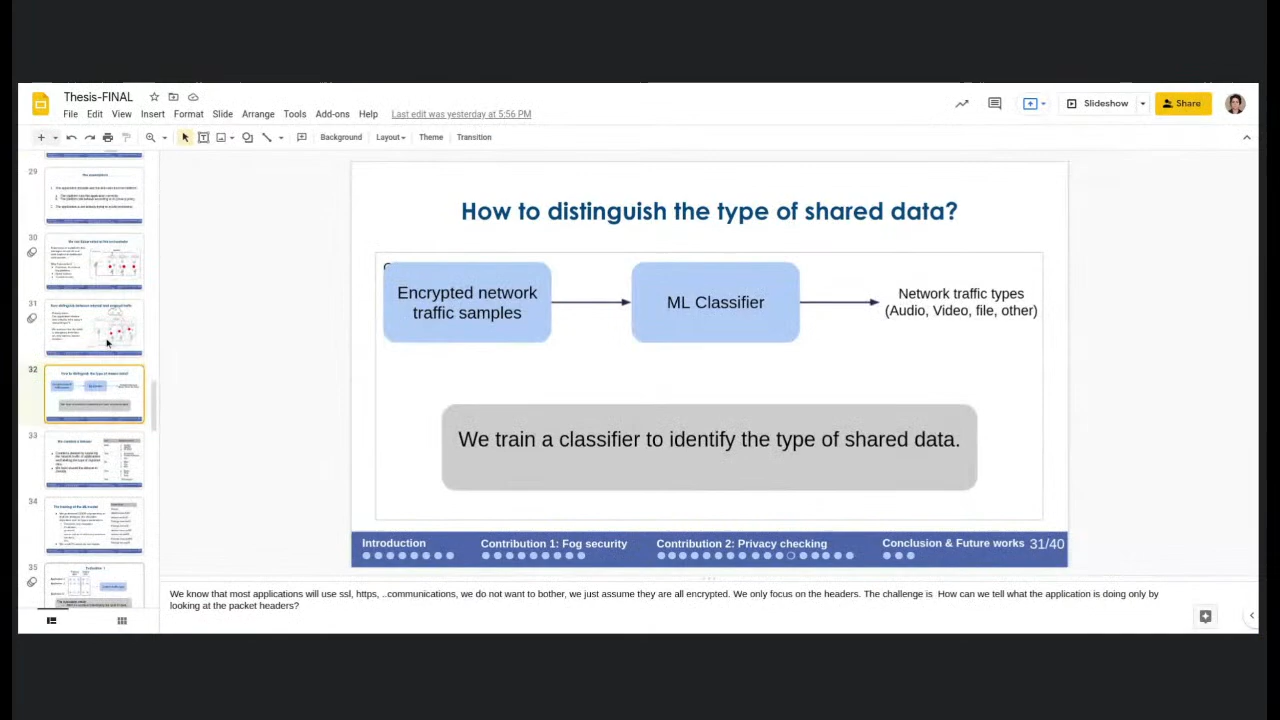 Thesis-FINAL
File Edit View Insert Format Slide Arrange Tools Add-ons Help Last edit was yesterday at 5:56 PM
Slideshow
Share
Background Layout Theme Transition
29
30
31
32
33
34
35
How to distinguish the type of shared data?
Encrypted network
traffic samples
ML Classifier
Network traffic types
(Audio, Video, file, other)
We train a classifier to identify the type of shared data.
Introduction Contribution 1: Fog security Contribution 2: Privacy checking Conclusion & Future works 31/40
We know that most applications will use ssl, https, ..communications, we do not want to bother, we just assume they are all encrypted. We only focus on the headers. The challenge is How can we tell what the application is doing only by
looking at the packet headers?